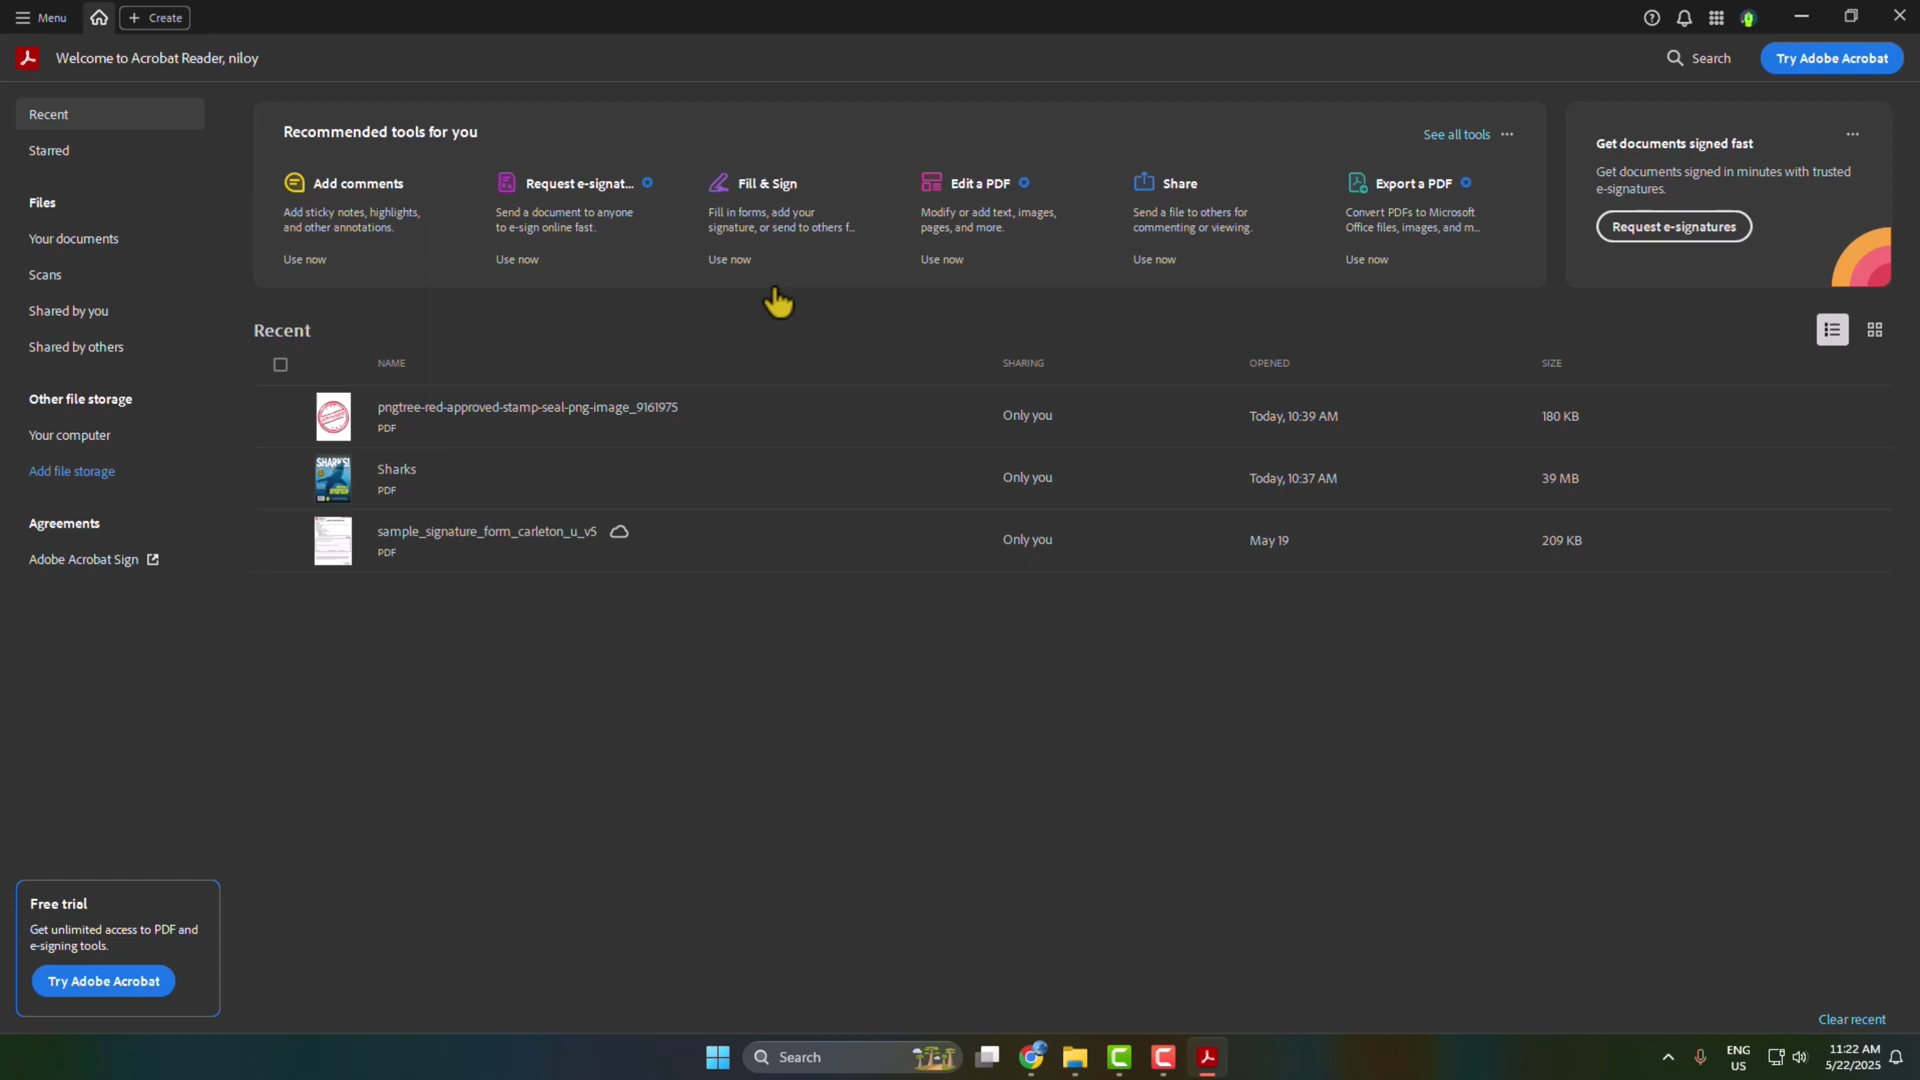 Menu
Create
Welcome to Acrobat Reader, niloy
Search
Try Adobe Acrobat
Recent
Starred
Files
Your documents
Scans
Shared by you
Shared by others
Other file storage
Your computer
Add file storage
Agreements
Adobe Acrobat Sign
Recommended tools for you
See all tools
Add comments
Add sticky notes, highlights,
and other annotations.
Use now
Request e-signat...
Send a document to anyone
to e-sign online fast.
Use now
Fill & Sign
Fill in forms, add your
signature, or send to others f...
Use now
Edit a PDF
Modify or add text, images,
pages, and more.
Use now
Share
Send a file to others for
commenting or viewing.
Use now
Export a PDF
Convert PDFs to Microsoft
Office files, images, and m...
Use now
Get documents signed fast
Get documents signed in minutes with trusted
e-signatures.
Request e-signatures
Recent
NAME SHARING OPENED SIZE
pngtree-red-approved-stamp-seal-png-image_9161975
PDF
Only you Today, 10:39 AM 180 KB
SHARKS!
Sharks
PDF
Only you Today, 10:37 AM 39 MB
sample_signature_form_carleton_u_v5
PDF
Only you May 19 209 KB
Free trial
Get unlimited access to PDF and
e-signing tools.
Try Adobe Acrobat
Clear recent
Search
ENG
US
11:22 AM
5/22/2025